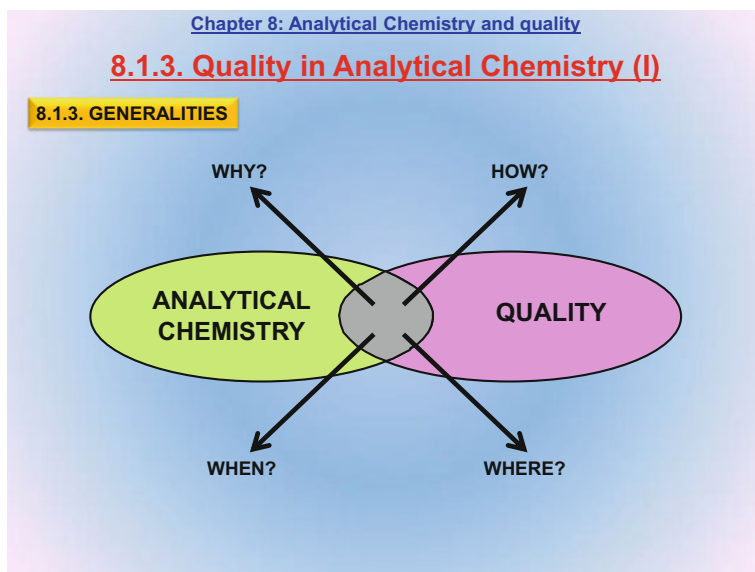 Chapter 8: Analytical Chemistry and quality
8.1.3. Quality in Analytical Chemistry (I)
8.1.3. GENERALITIES
WHY?
HOW?
ANALYTICAL
CHEMISTRY
QUALITY
WHEN?
WHERE?